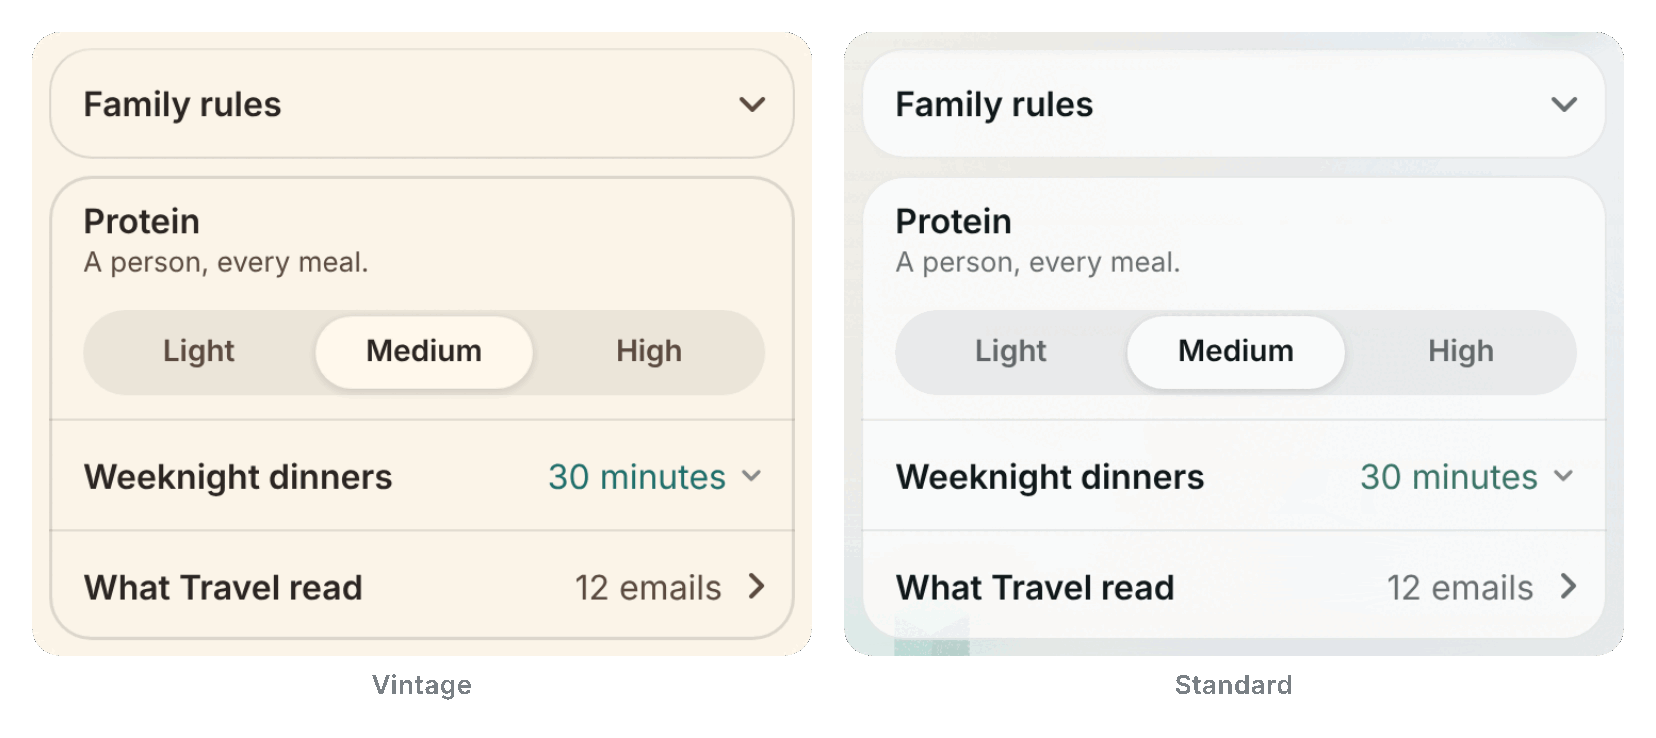 Family rules
Protein
A person, every meal.
Light Medium High
Weeknight dinners 30 minutes
What Travel read 12 emails
Vintage
Family rules
Protein
A person, every meal.
Light Medium High
Weeknight dinners 30 minutes
What Travel read 12 emails
Standard